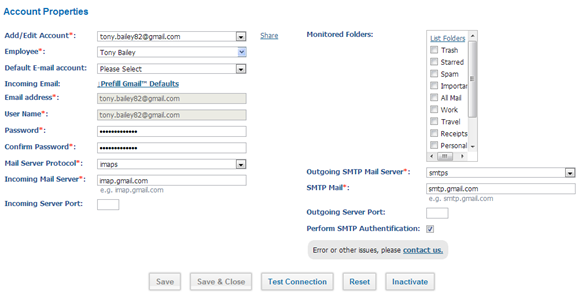 Account Properties
Add/Edit Account*: tony.bailey82@gmail.com Share
Employee*: Tony Bailey
Default E-mail account: Please Select
Incoming Email: ¡Prefill Gmail™ Defaults
Email address*: tony.bailey82@gmail.com
User Name*: tony.bailey82@gmail.com
Password*: •••••••••••••
Confirm Password*: •••••••••••••
Mail Server Protocol*: imaps
Incoming Mail Server*: imap.gmail.com
e.g. imap.gmail.com
Incoming Server Port:
Monitored Folders:
List Folders
Trash
Starred
Spam
Importa
All Mail
Work
Travel
Receipts
Personal
Outgoing SMTP Mail Server*: smtps
SMTP Mail*: smtp.gmail.com
e.g. smtp.gmail.com
Outgoing Server Port:
Perform SMTP Authentification:
Error or other issues, please contact us.
Save Save & Close Test Connection Reset Inactivate